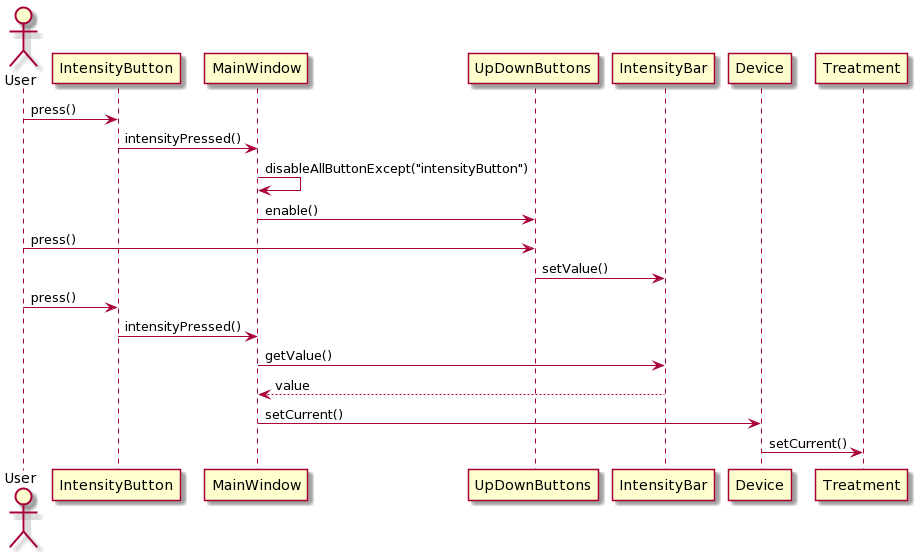 User
IntensityButton
MainWindow
UpDownButtons
IntensityBar
Device
Treatment
press()
intensityPressed()
disableAllButtonExcept("intensityButton")
enable()
press()
setValue()
press()
intensityPressed()
getValue()
value
setCurrent()
setCurrent()
User
IntensityButton
MainWindow
UpDownButtons
IntensityBar
Device
Treatment